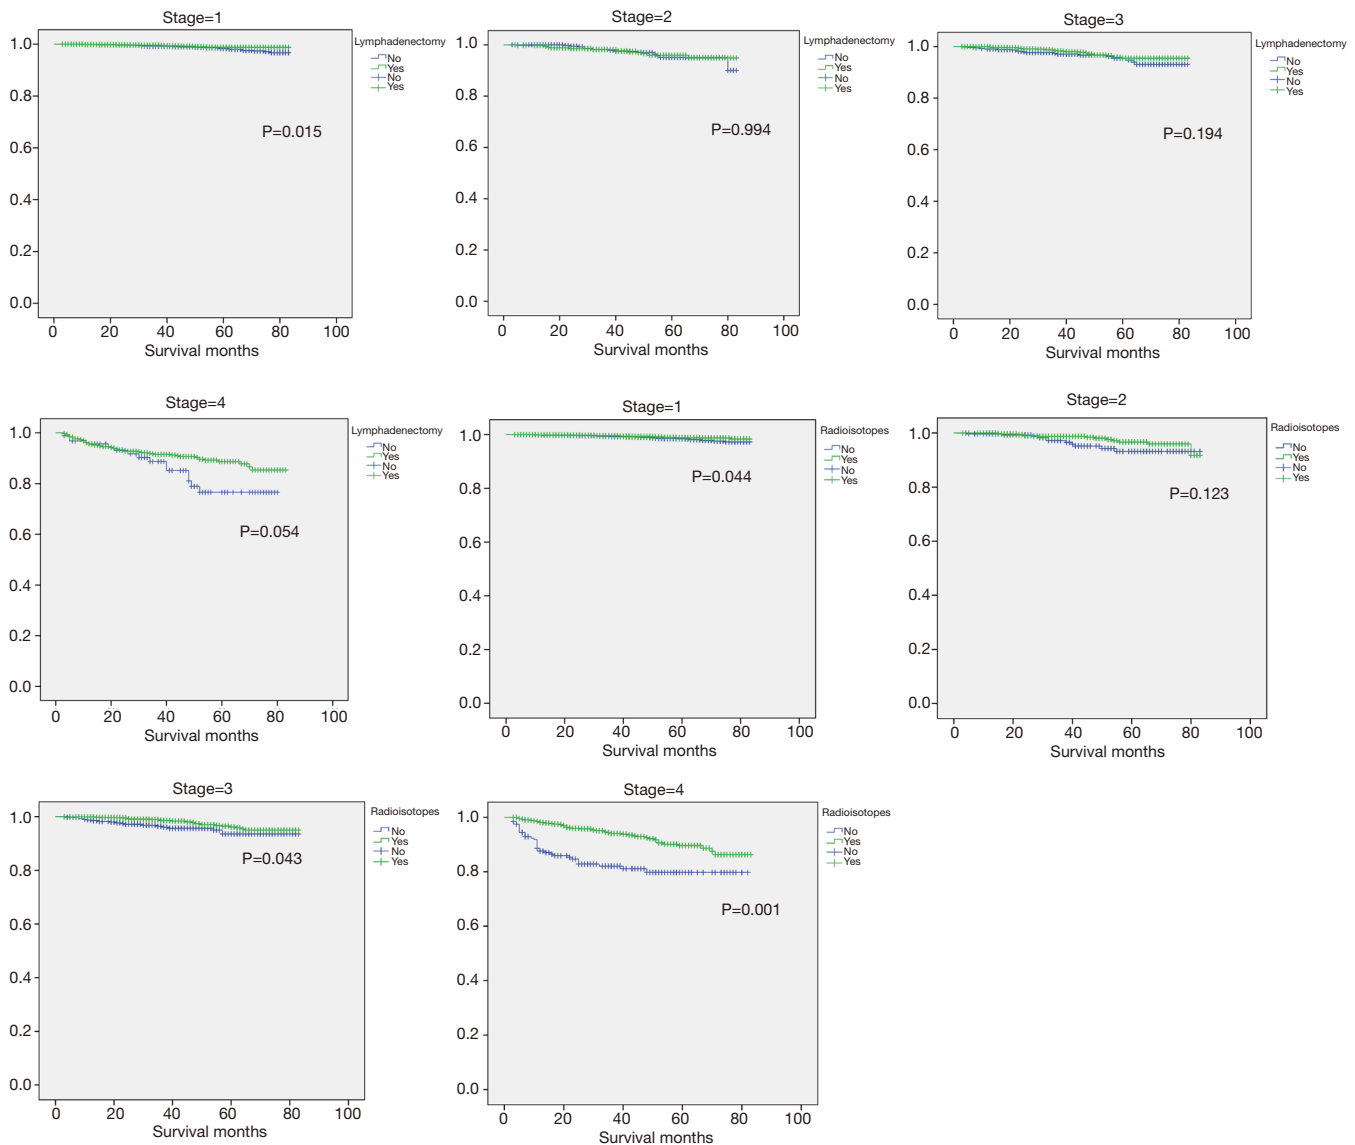 Stage=1
Lymphadenectomy
No
Yes
No
Yes
1.0
0.8
0.6
0.4
0.2
0.0
P=0.015
0 20 40 60 80 100
Survival months
Stage=2
Lymphadenectomy
No
Yes
No
Yes
1.0
0.8
0.6
0.4
0.2
0.0
P=0.994
0 20 40 60 80 100
Survival months
Stage=3
Lymphadenectomy
No
Yes
No
Yes
1.0
0.8
0.6
0.4
0.2
0.0
P=0.194
0 20 40 60 80 100
Survival months
Stage=4
Lymphadenectomy
No
Yes
No
Yes
1.0
0.8
0.6
0.4
0.2
0.0
P=0.054
0 20 40 60 80 100
Survival months
Stage=1
Radioisotopes
No
Yes
No
Yes
1.0
0.8
0.6
0.4
0.2
0.0
P=0.044
0 20 40 60 80 100
Survival months
Stage=2
Radioisotopes
No
Yes
No
Yes
1.0
0.8
0.6
0.4
0.2
0.0
P=0.123
0 20 40 60 80 100
Survival months
Stage=3
Radioisotopes
No
Yes
No
Yes
1.0
0.8
0.6
0.4
0.2
0.0
P=0.043
0 20 40 60 80 100
Survival months
Stage=4
Radioisotopes
No
Yes
No
Yes
1.0
0.8
0.6
0.4
0.2
0.0
P=0.001
0 20 40 60 80 100
Survival months